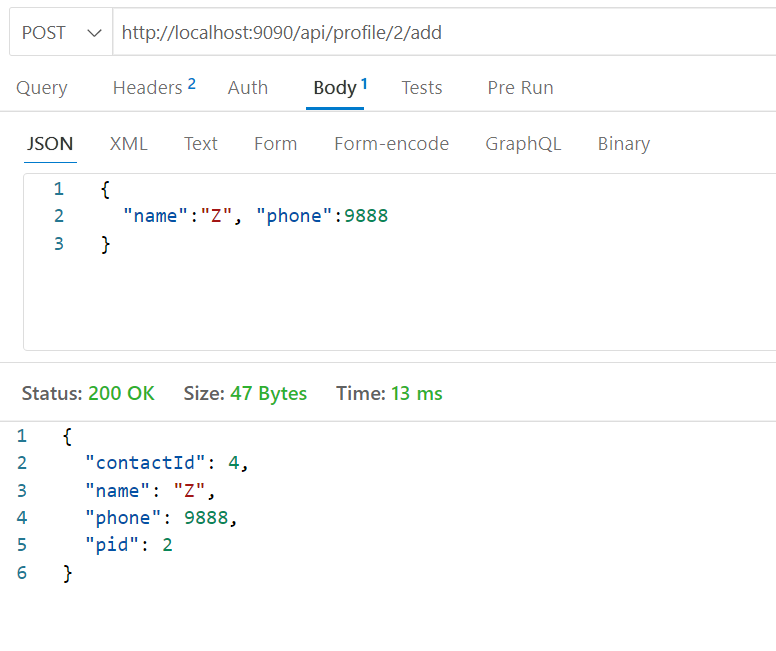 POST http://localhost:9090/api/profile/2/add
Query Headers 2 Auth Body 1 Tests Pre Run
JSON XML Text Form Form-encode GraphQL Binary
1 {
2 "name":"Z", "phone":9888
3 }
Status: 200 OK Size: 47 Bytes Time: 13 ms
1 {
2 "contactId": 4,
3 "name": "Z",
4 "phone": 9888,
5 "pid": 2
6 }